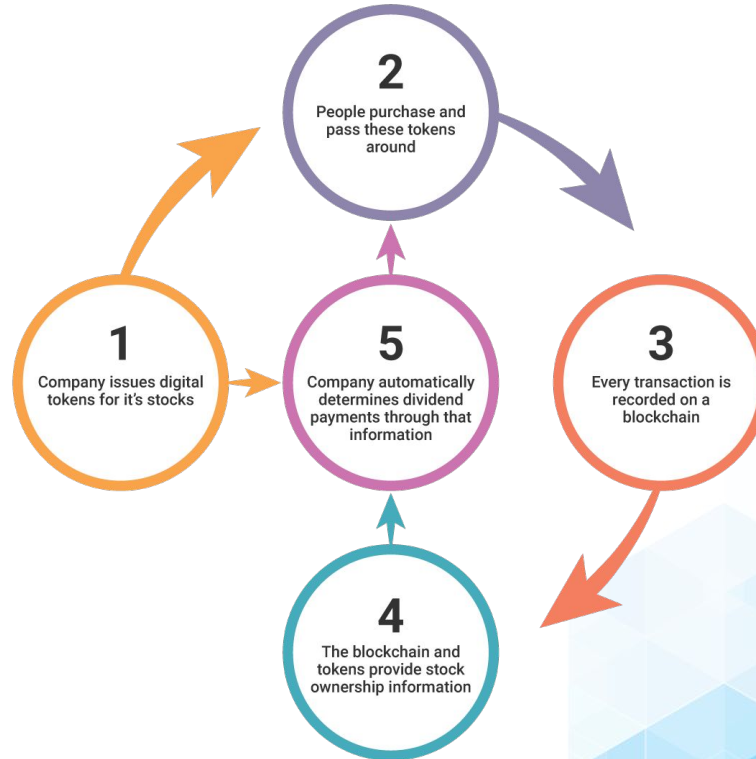 1
Company issues digital
tokens for it's stocks
2
People purchase and
pass these tokens
around
3
Every transaction is
recorded on a
blockchain
4
The blockchain and
tokens provide stock
ownership information
5
Company automatically
determines dividend
payments through that
information